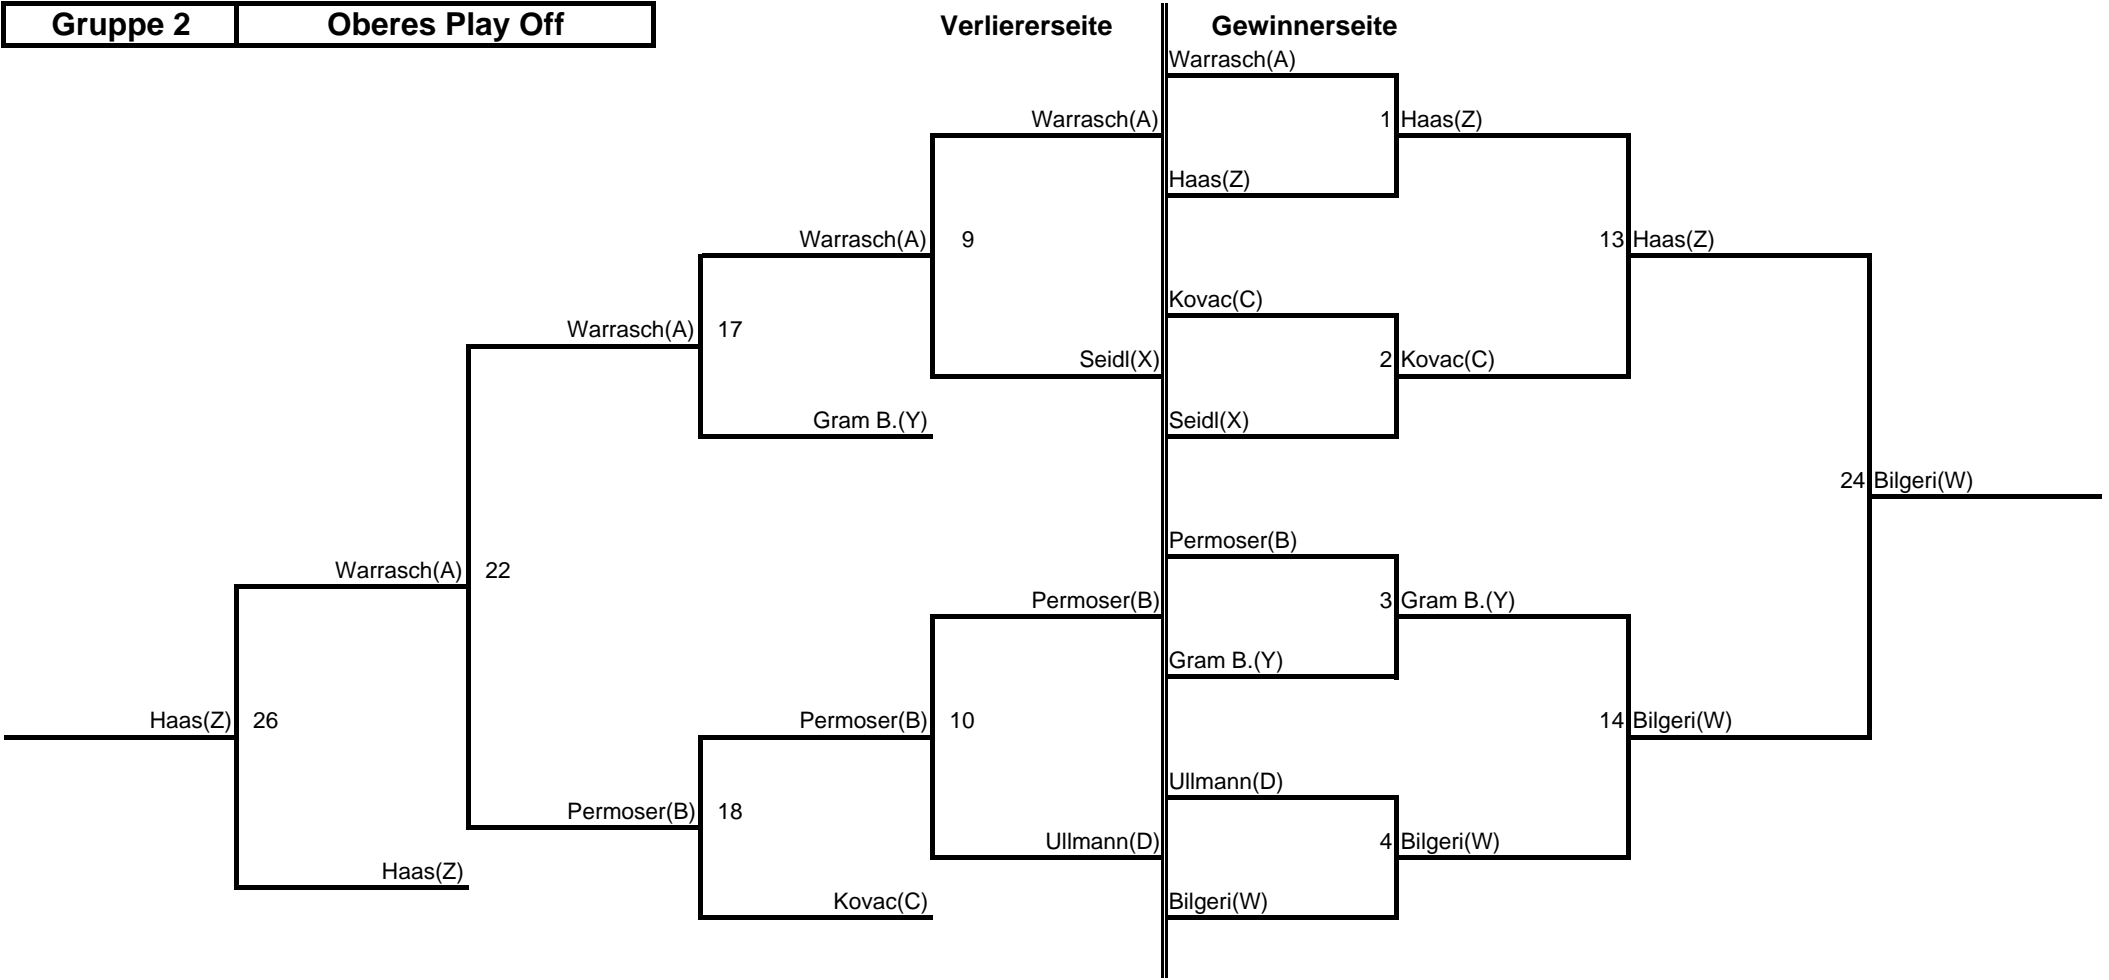 Gruppe 2 Oberes Play Off Verliererseite Gewinnerseite
Warrasch(A)
Warrasch(A) 1 Haas(Z)
Haas(Z)
Warrasch(A) 9 13 Haas(Z)
Kovac(C)
Warrasch(A) 17
Seidl(X) 2 Kovac(C)
Gram B.(Y) Seidl(X)
24 Bilgeri(W)
Permoser(B)
Warrasch(A) 22
Permoser(B) 3 Gram B.(Y)
Gram B.(Y)
Haas(Z) 26 Permoser(B) 10 14 Bilgeri(W)
Ullmann(D)
Permoser(B) 18
Ullmann(D) 4 Bilgeri(W)
Haas(Z)
Kovac(C) Bilgeri(W)